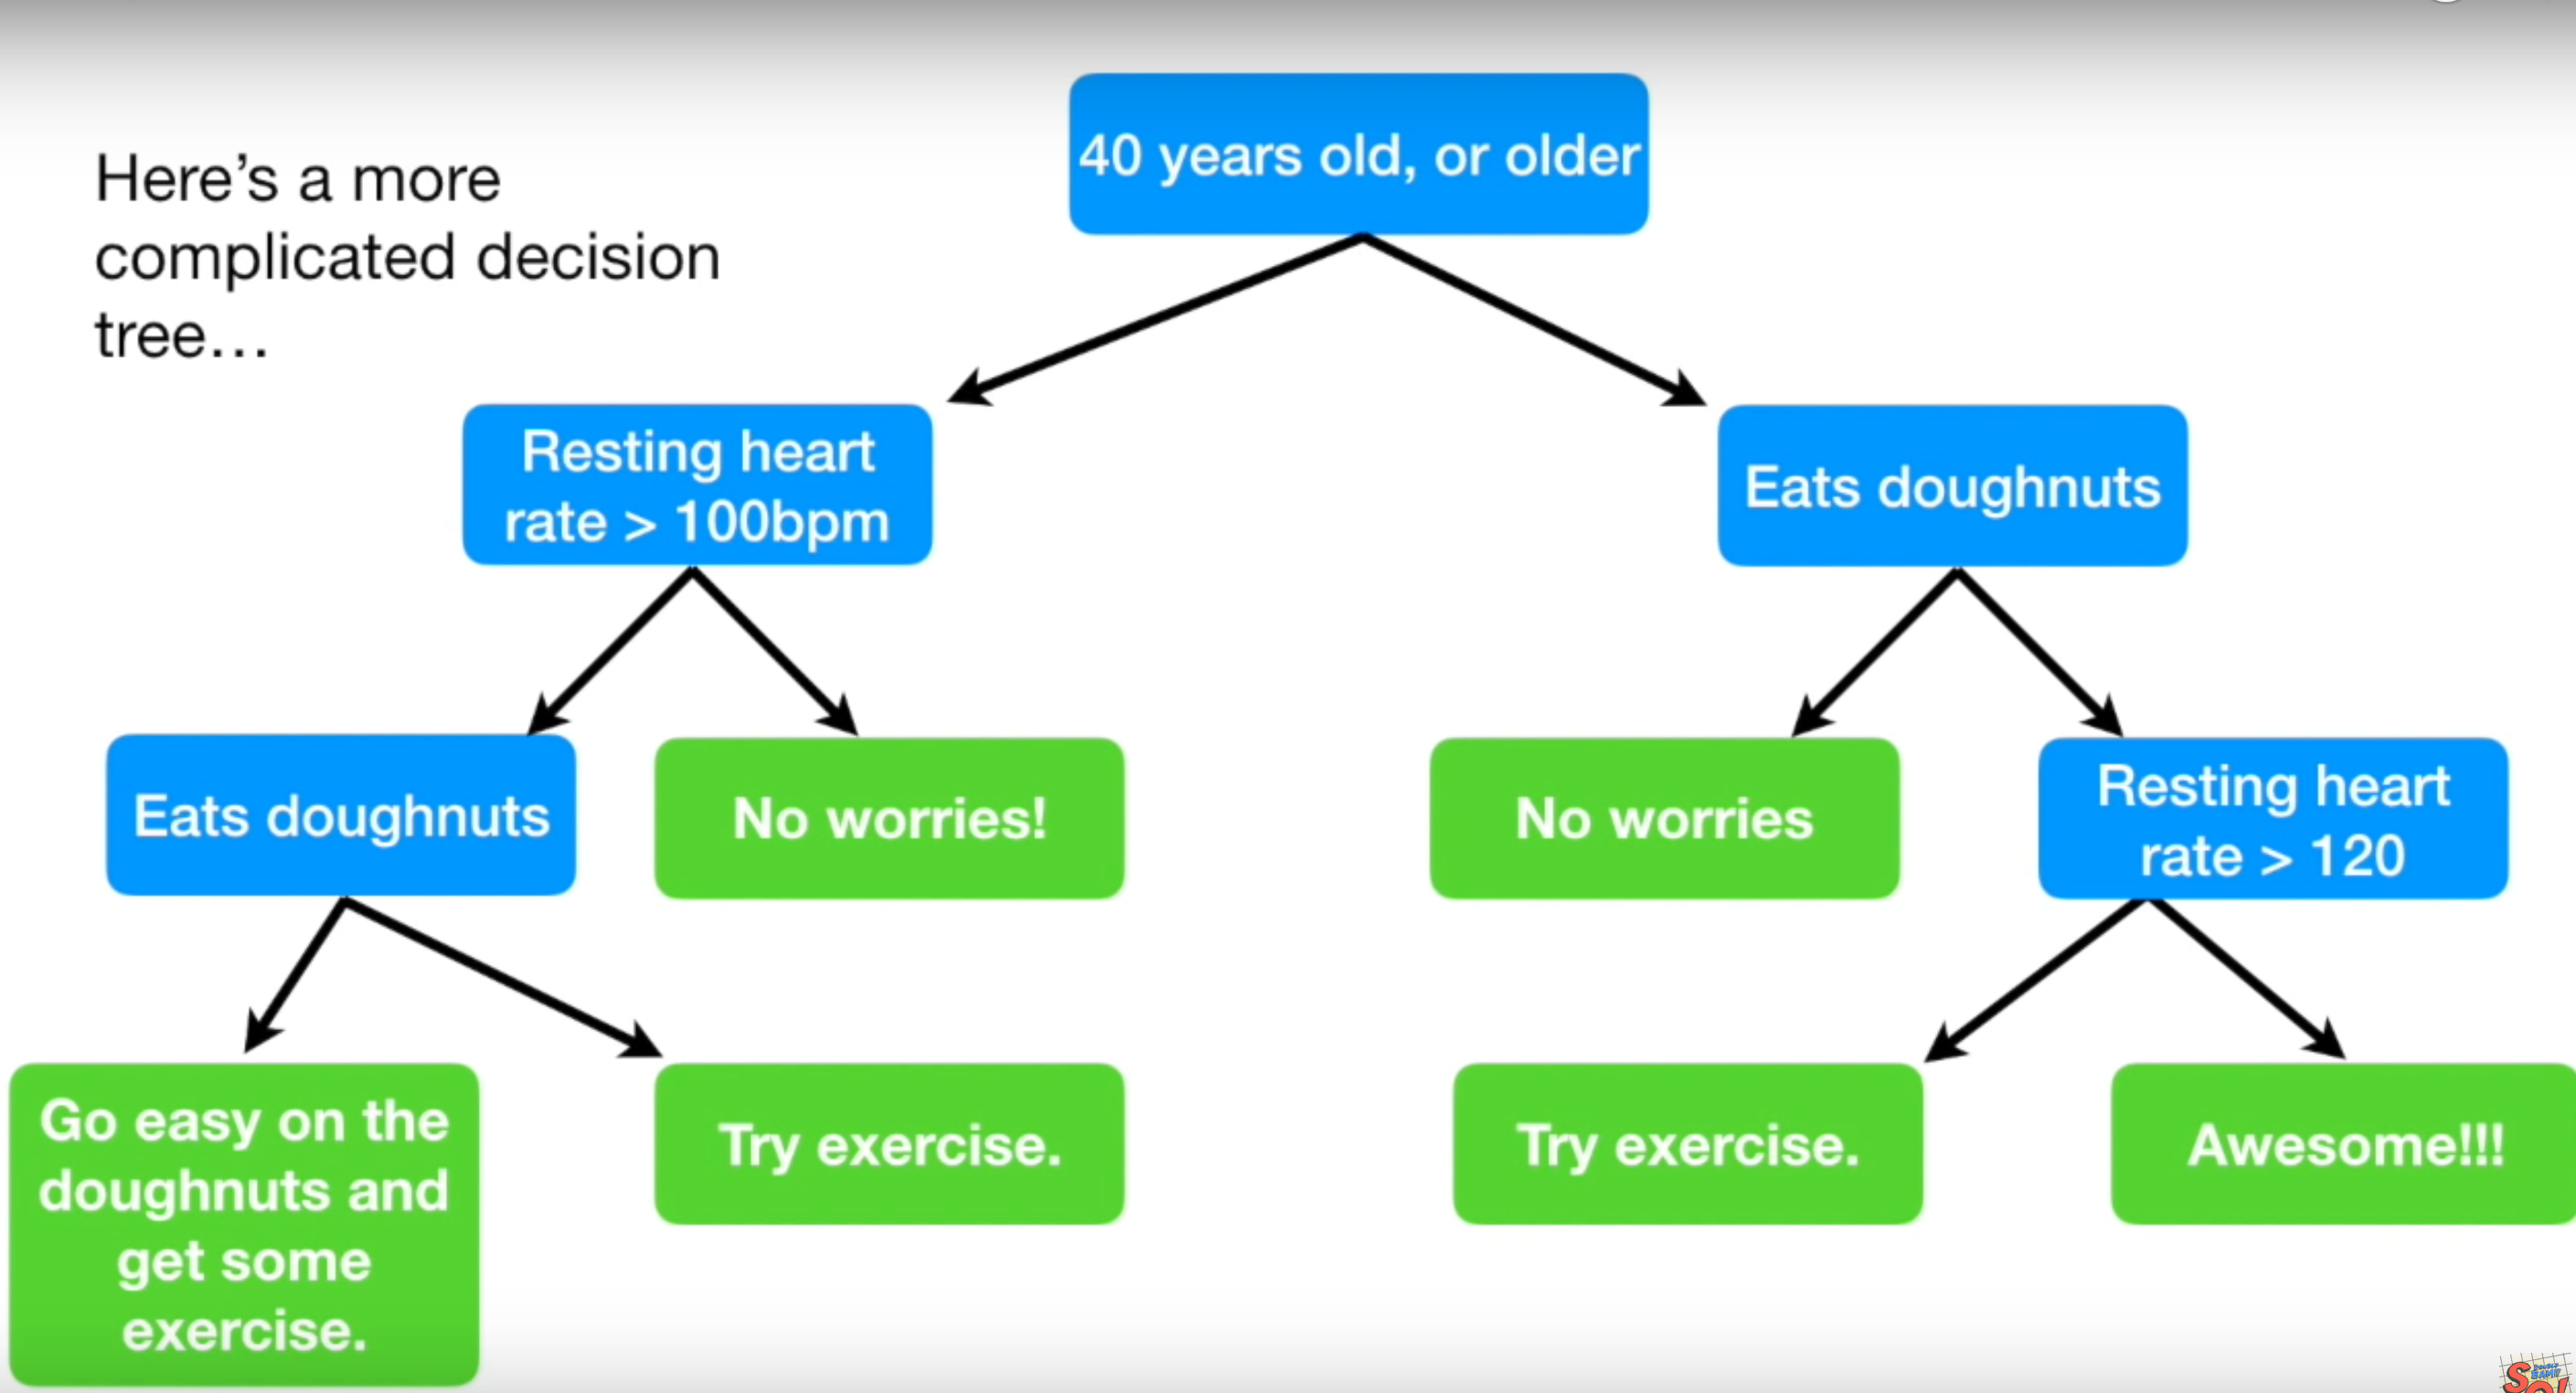 Here’s a more
complicated decision
tree…
40 years old, or older
Resting heart
rate > 100bpm
Eats doughnuts
Eats doughnuts
No worries!
No worries
Resting heart
rate > 120
Go easy on the
doughnuts and
get some
exercise.
Try exercise.
Try exercise.
Awesome!!!